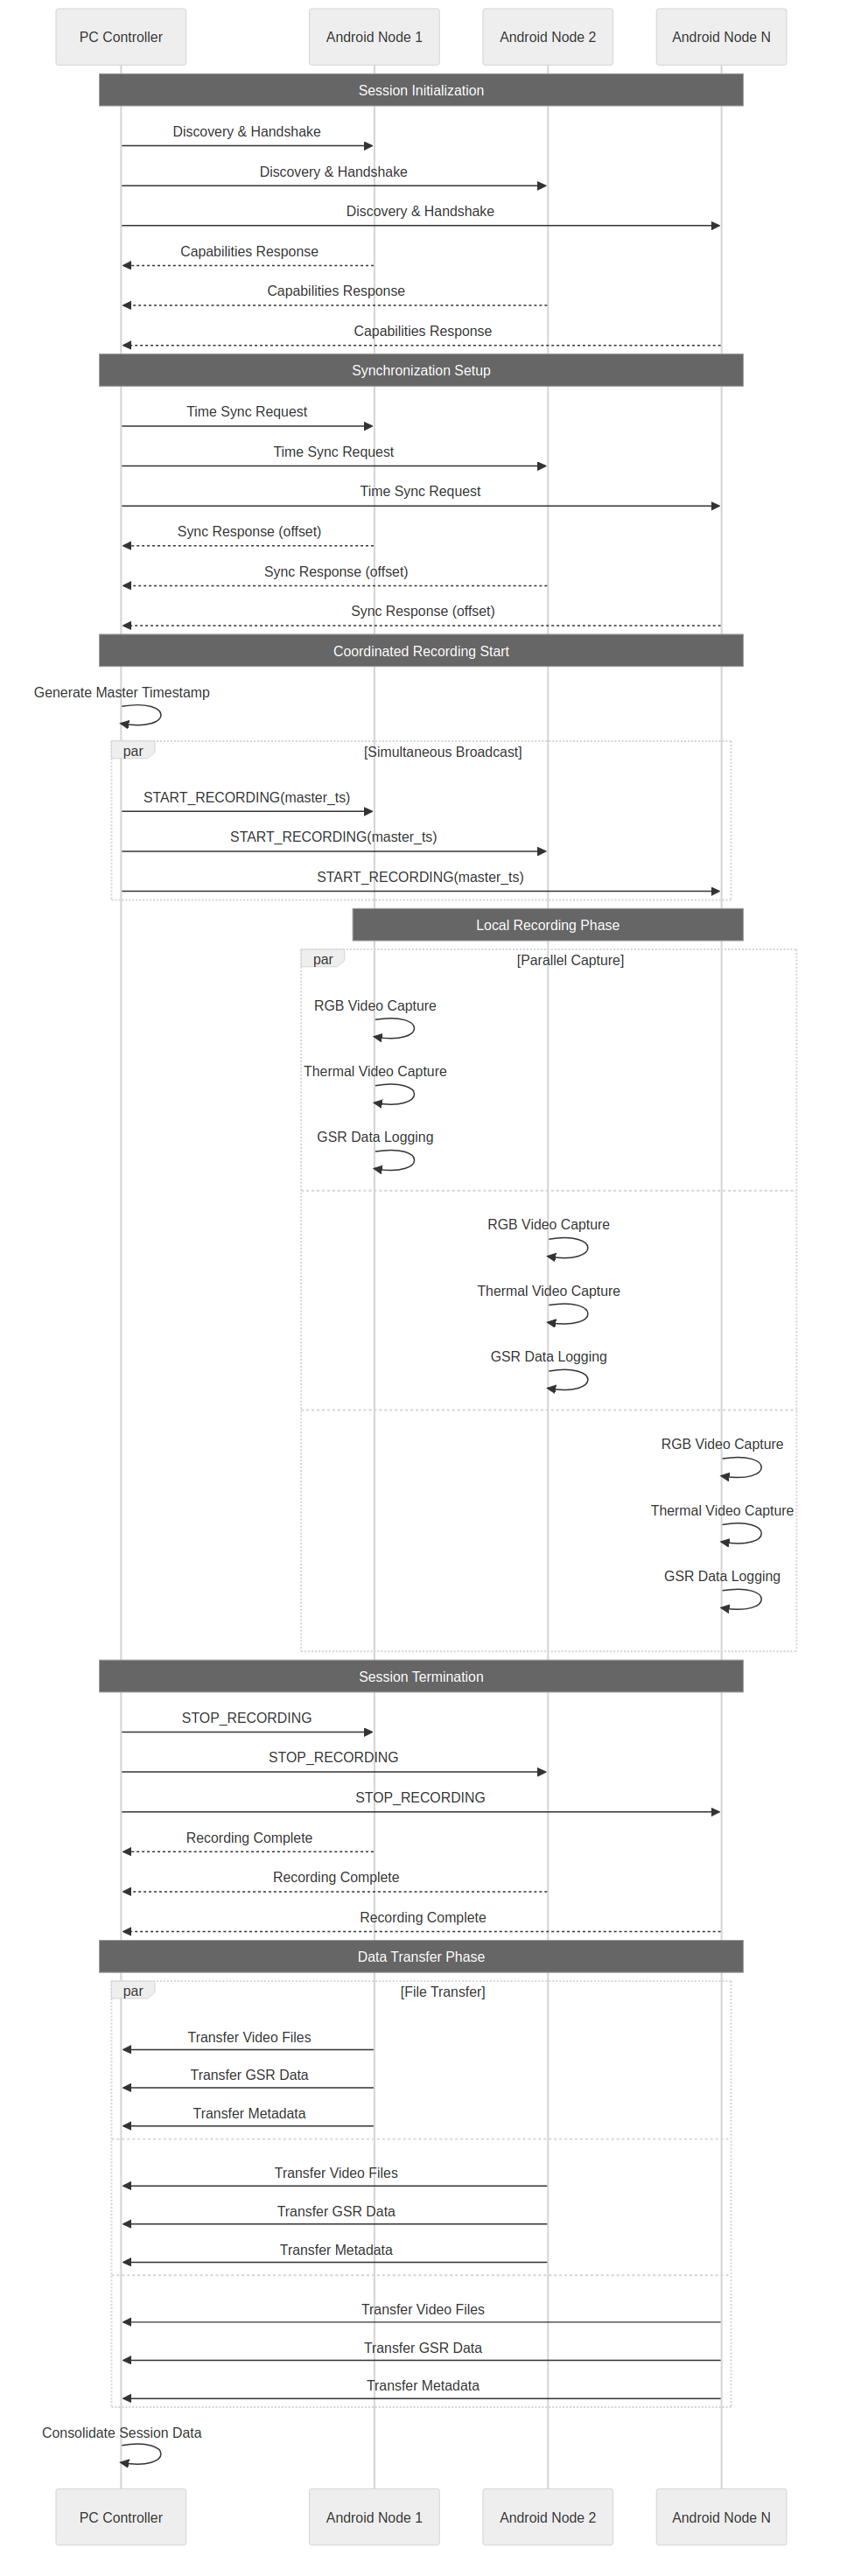 PC Controller
Android Node 1
Android Node 2
Android Node N
Session Initialization
Discovery & Handshake
Discovery & Handshake
Discovery & Handshake
Capabilities Response
Capabilities Response
Capabilities Response
Synchronization Setup
Time Sync Request
Time Sync Request
Time Sync Request
Sync Response (offset)
Sync Response (offset)
Sync Response (offset)
Coordinated Recording Start
Generate Master Timestamp
par
[Simultaneous Broadcast]
START_RECORDING(master_ts)
START_RECORDING(master_ts)
START_RECORDING(master_ts)
Local Recording Phase
par
[Parallel Capture]
RGB Video Capture
Thermal Video Capture
GSR Data Logging
RGB Video Capture
Thermal Video Capture
GSR Data Logging
RGB Video Capture
Thermal Video Capture
GSR Data Logging
Session Termination
STOP_RECORDING
STOP_RECORDING
STOP_RECORDING
Recording Complete
Recording Complete
Recording Complete
Data Transfer Phase
par
[File Transfer]
Transfer Video Files
Transfer GSR Data
Transfer Metadata
Transfer Video Files
Transfer GSR Data
Transfer Metadata
Transfer Video Files
Transfer GSR Data
Transfer Metadata
Consolidate Session Data
PC Controller
Android Node 1
Android Node 2
Android Node N